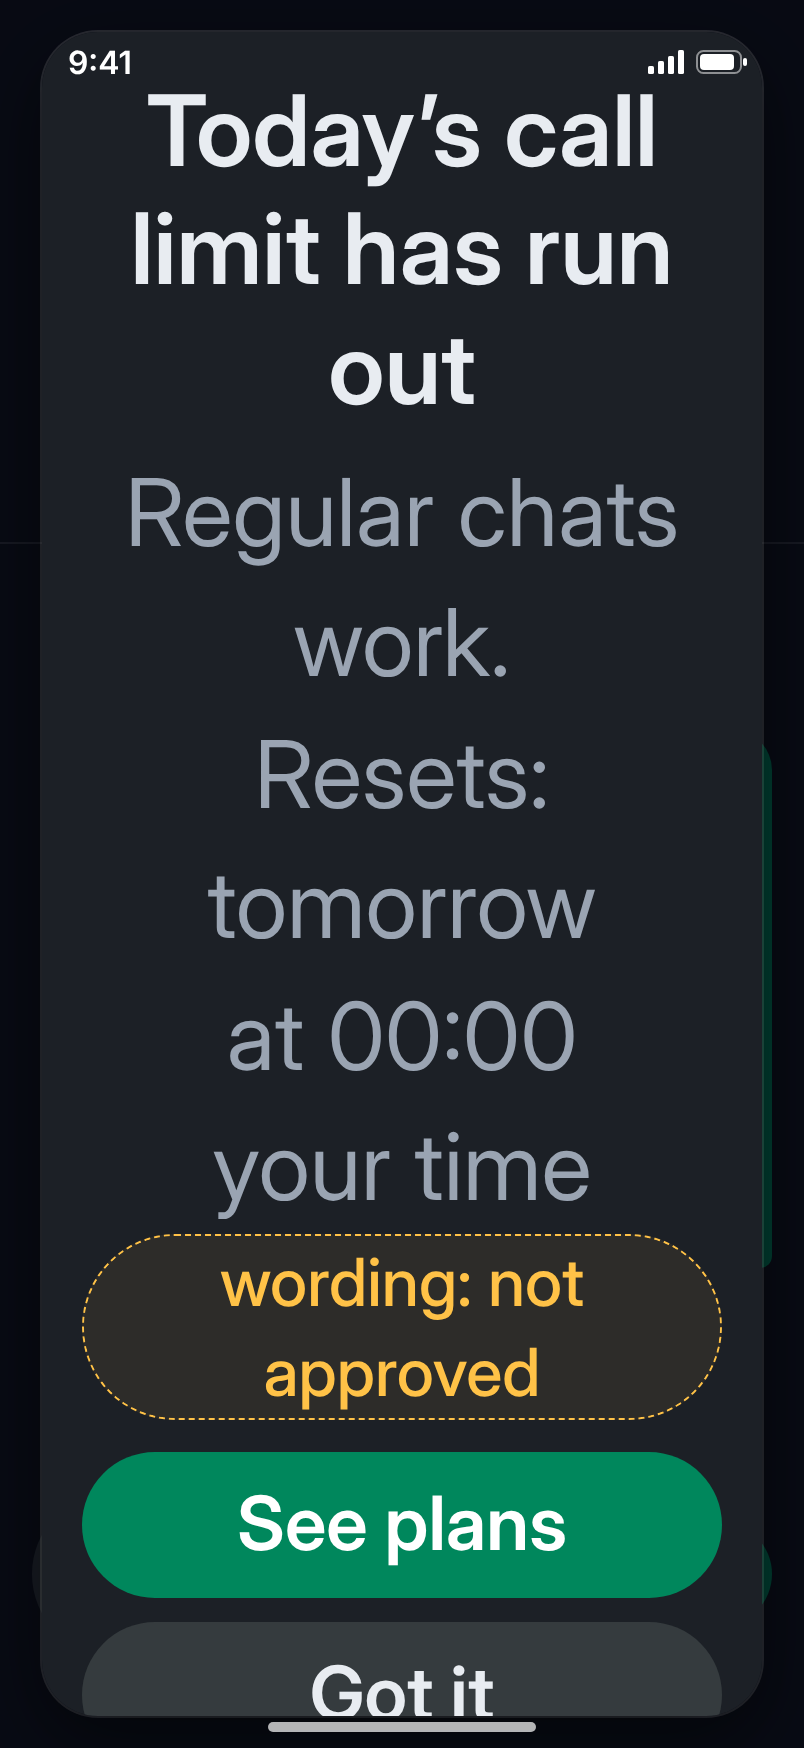 9:41
Today’s call
limit has run
out
Regular chats
work.
Resets:
tomorrow
at 00:00
your time
wording: not
approved
See plans
Got it